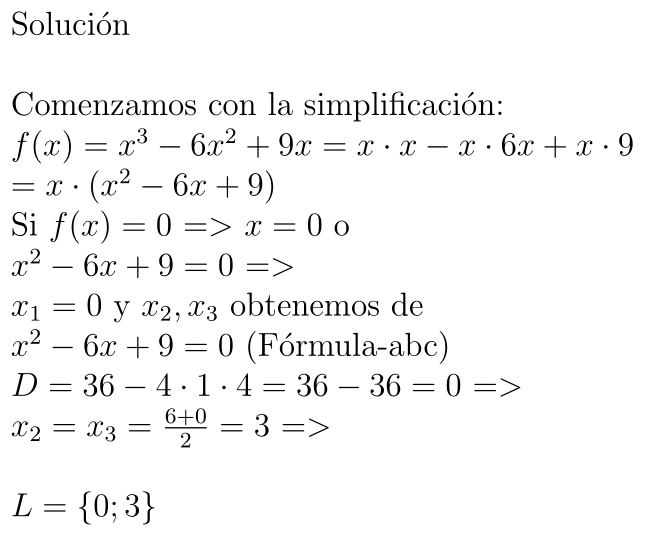 Solución
Comenzamos con la simplificación:
f(x) = x³ − 6x² + 9x = x · x − x · 6x + x · 9
= x · (x² − 6x + 9)
Si f(x) = 0 => x = 0 o
x² − 6x + 9 = 0 =>
x₁ = 0 y x₂, x₃ obtenemos de
x² − 6x + 9 = 0 (Fórmula-abc)
D = 36 − 4 · 1 · 4 = 36 − 36 = 0 =>
x₂ = x₃ = (6+0)/2 = 3 =>
L = {0; 3}